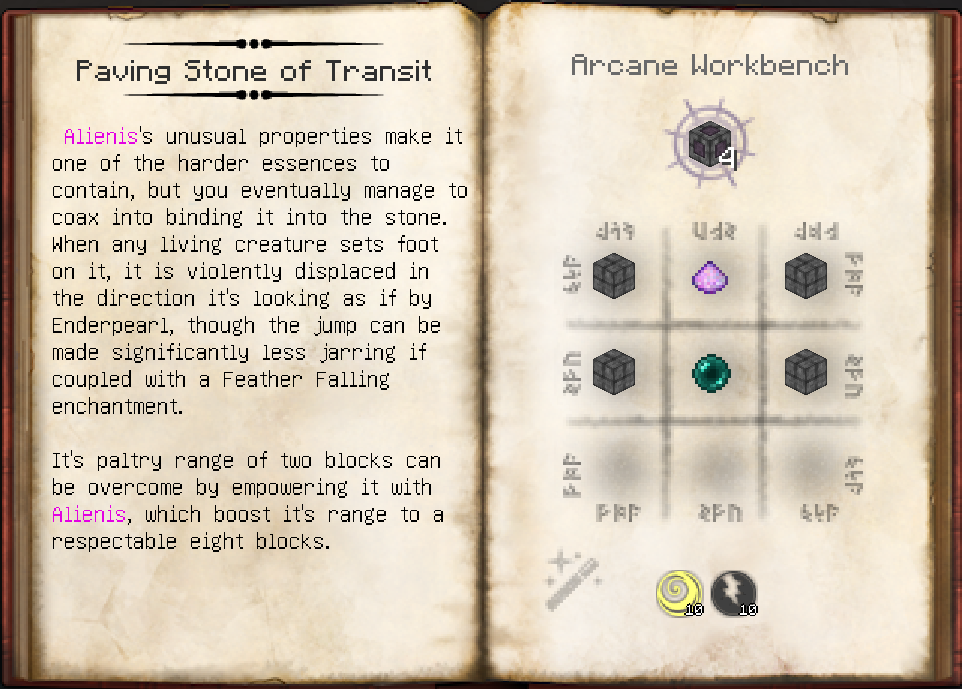 Paving Stone of Transit
Alienis's unusual properties make it
one of the harder essences to
contain, but you eventually manage to
coax into binding it into the stone.
When any living creature sets foot
on it, it is violently displaced in
the direction it's looking as if by
Enderpearl, though the jump can be
made significantly less jarring if
coupled with a Feather Falling
enchantment.
It's paltry range of two blocks can
be overcome by empowering it with
Alienis, which boost it's range to a
respectable eight blocks.
Arcane Workbench
4
10 10